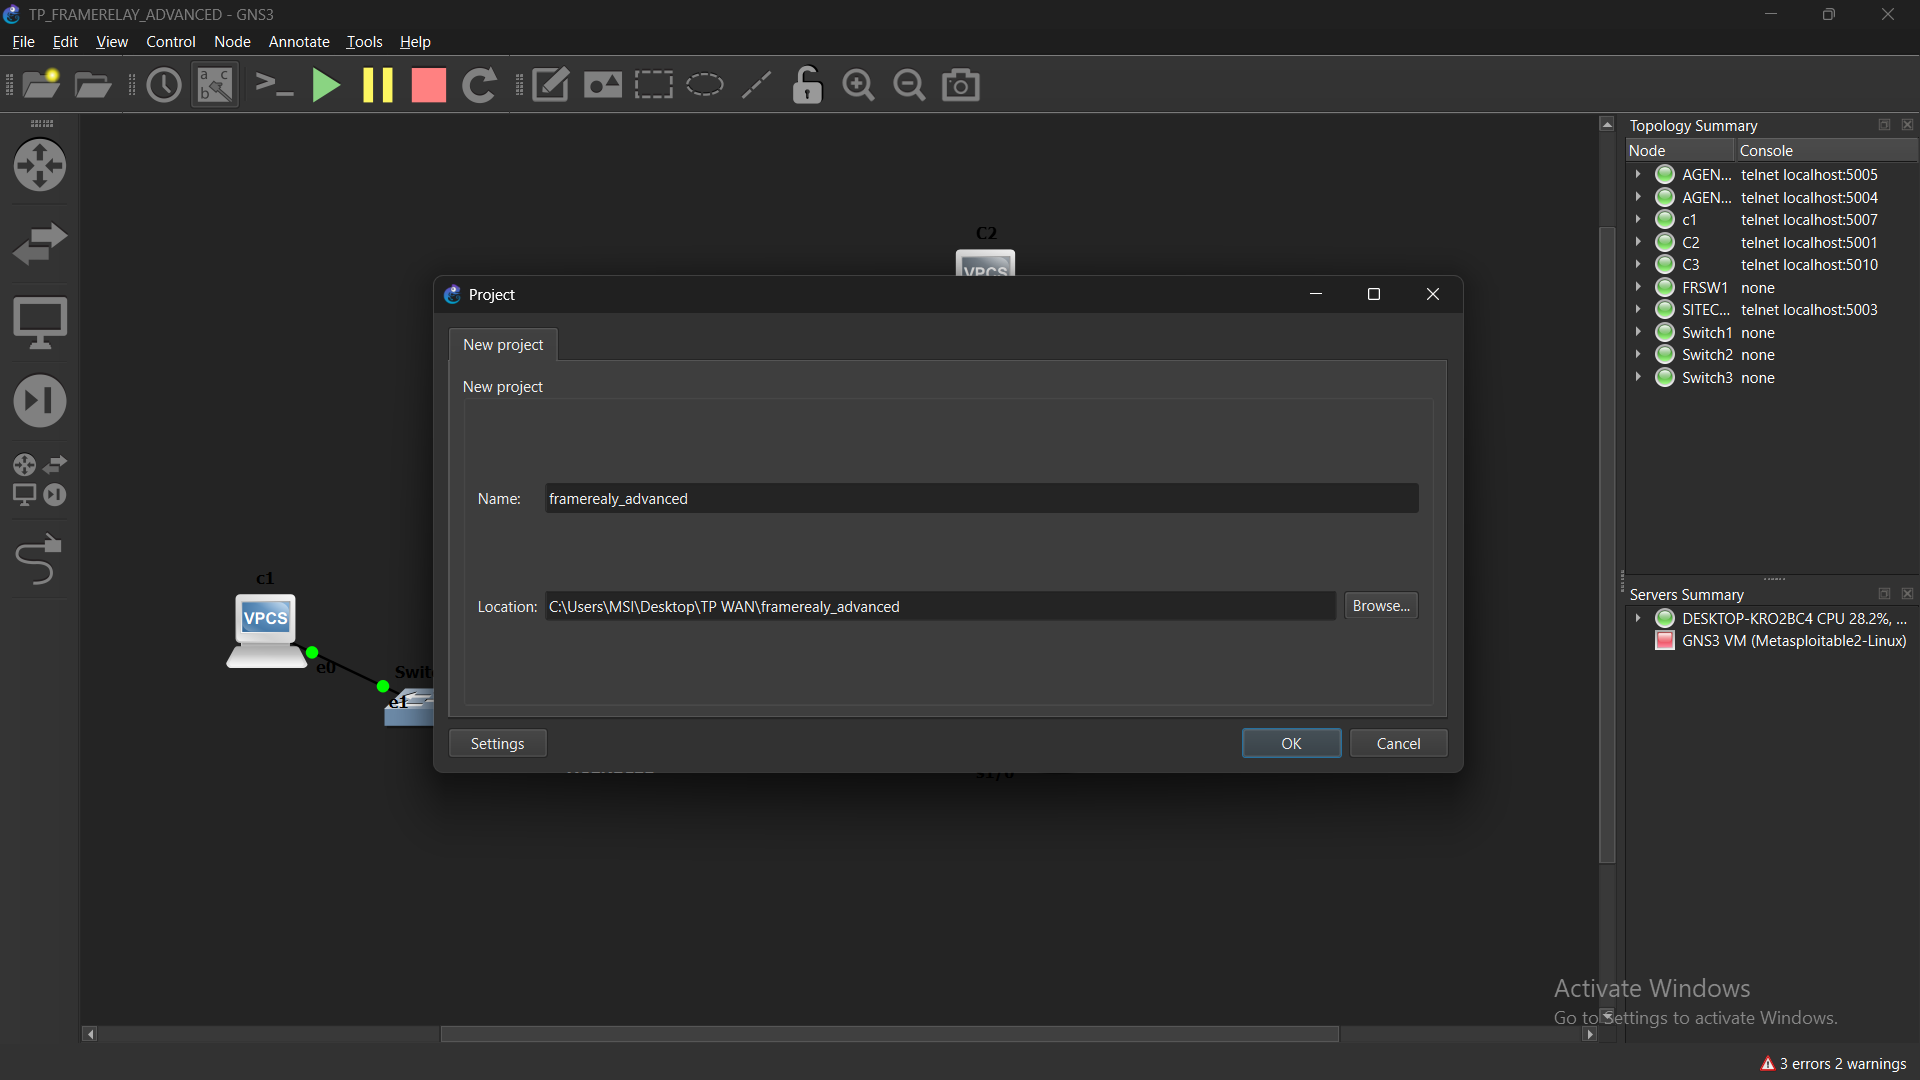 TP_FRAMERELAY_ADVANCED - GNS3
File Edit View Control Node Annotate Tools Help
a c
b
Topology Summary
Node Console
AGEN... telnet localhost:5005
AGEN... telnet localhost:5004
c1 telnet localhost:5007
C2 telnet localhost:5001
C3 telnet localhost:5010
FRSW1 none
SITEC... telnet localhost:5003
Switch1 none
Switch2 none
Switch3 none
C2
VPCS
Project
New project
New project
Name: framerealy_advanced
Location: C:\Users\MSI\Desktop\TP WAN\framerealy_advanced Browse...
Settings OK Cancel
c1
VPCS
e0
Swit
e1
s1/0
Servers Summary
DESKTOP-KRO2BC4 CPU 28.2%, ...
GNS3 VM (Metasploitable2-Linux)
Activate Windows
Go to Settings to activate Windows.
3 errors 2 warnings